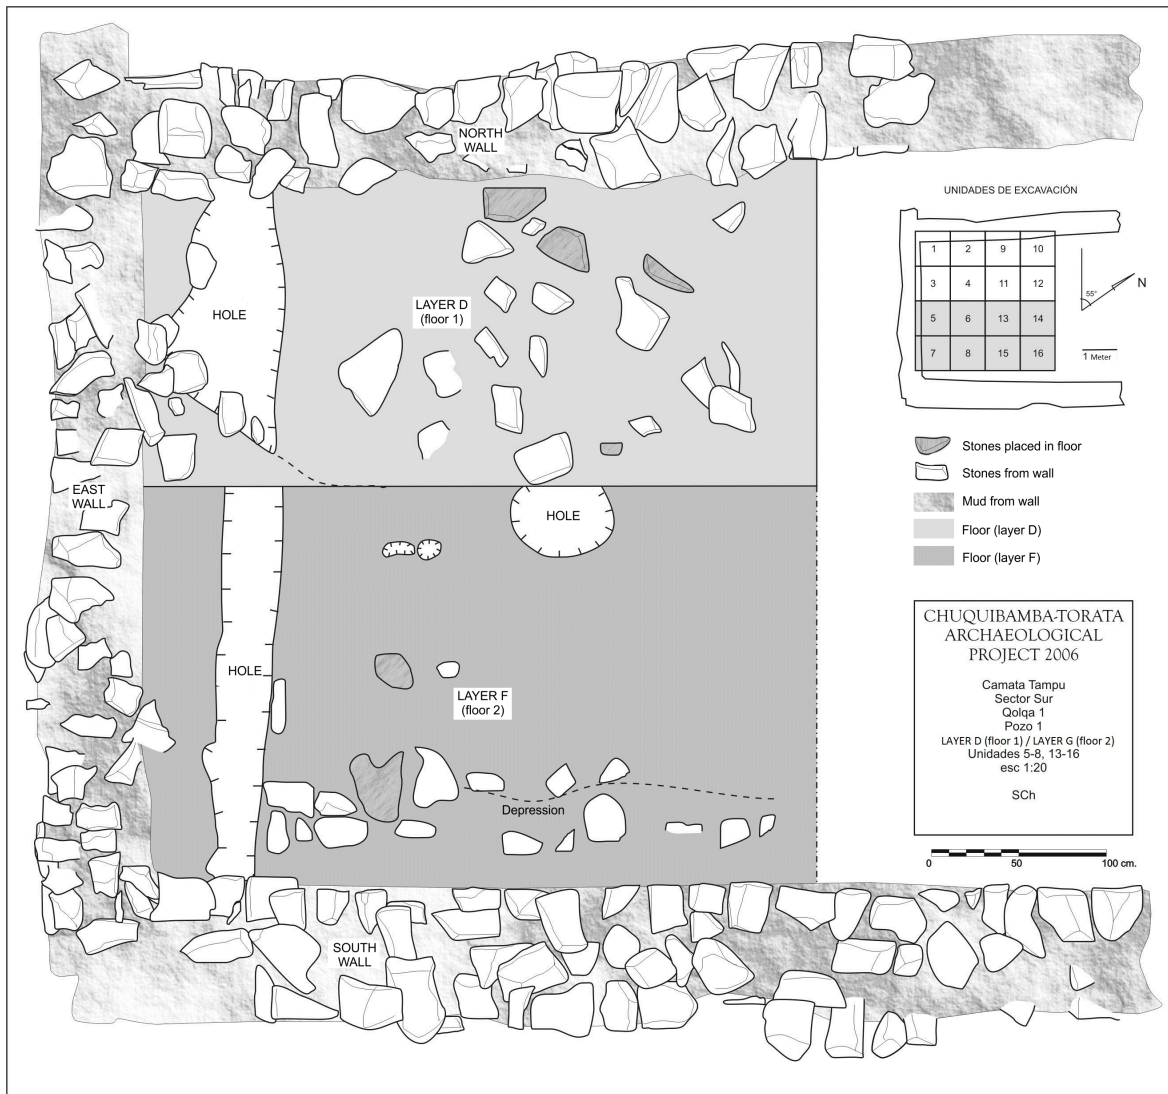 NORTH
WALL
HOLE
LAYER D
(floor 1)
EAST
WALL
HOLE
HOLE
LAYER F
(floor 2)
Depression
SOUTH
WALL
UNIDADES DE EXCAVACIÓN
1 2 9 10
3 4 11 12
5 6 13 14
7 8 15 16
55°
N
1 Meter
Stones placed in floor
Stones from wall
Mud from wall
Floor (layer D)
Floor (layer F)
CHUQUIBAMBA-TORATA
ARCHAEOLOGICAL
PROJECT 2006
Camata Tampu
Sector Sur
Qolqa 1
Pozo 1
LAYER D (floor 1) / LAYER G (floor 2)
Unidades 5-8, 13-16
esc 1:20
SCh
0 50 100 cm.